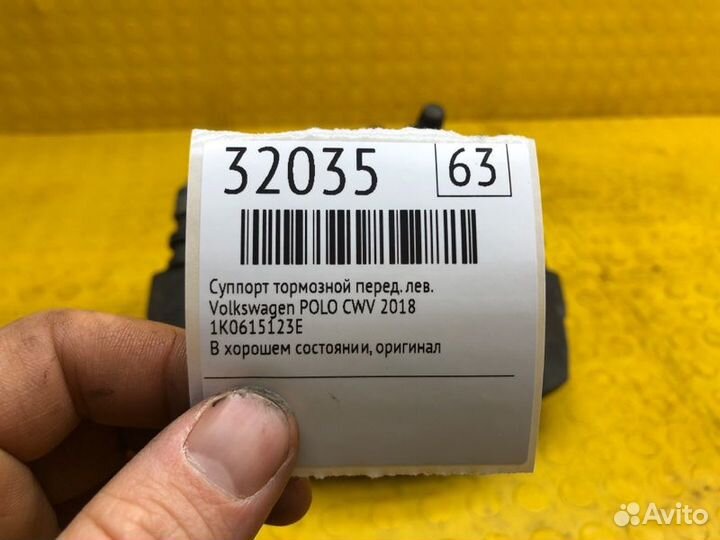 32035
63
Суппорт тормозной перед. лев.
Volkswagen POLO CWV 2018
1K0615123E
В хорошем состоянии, оригинал
Avito